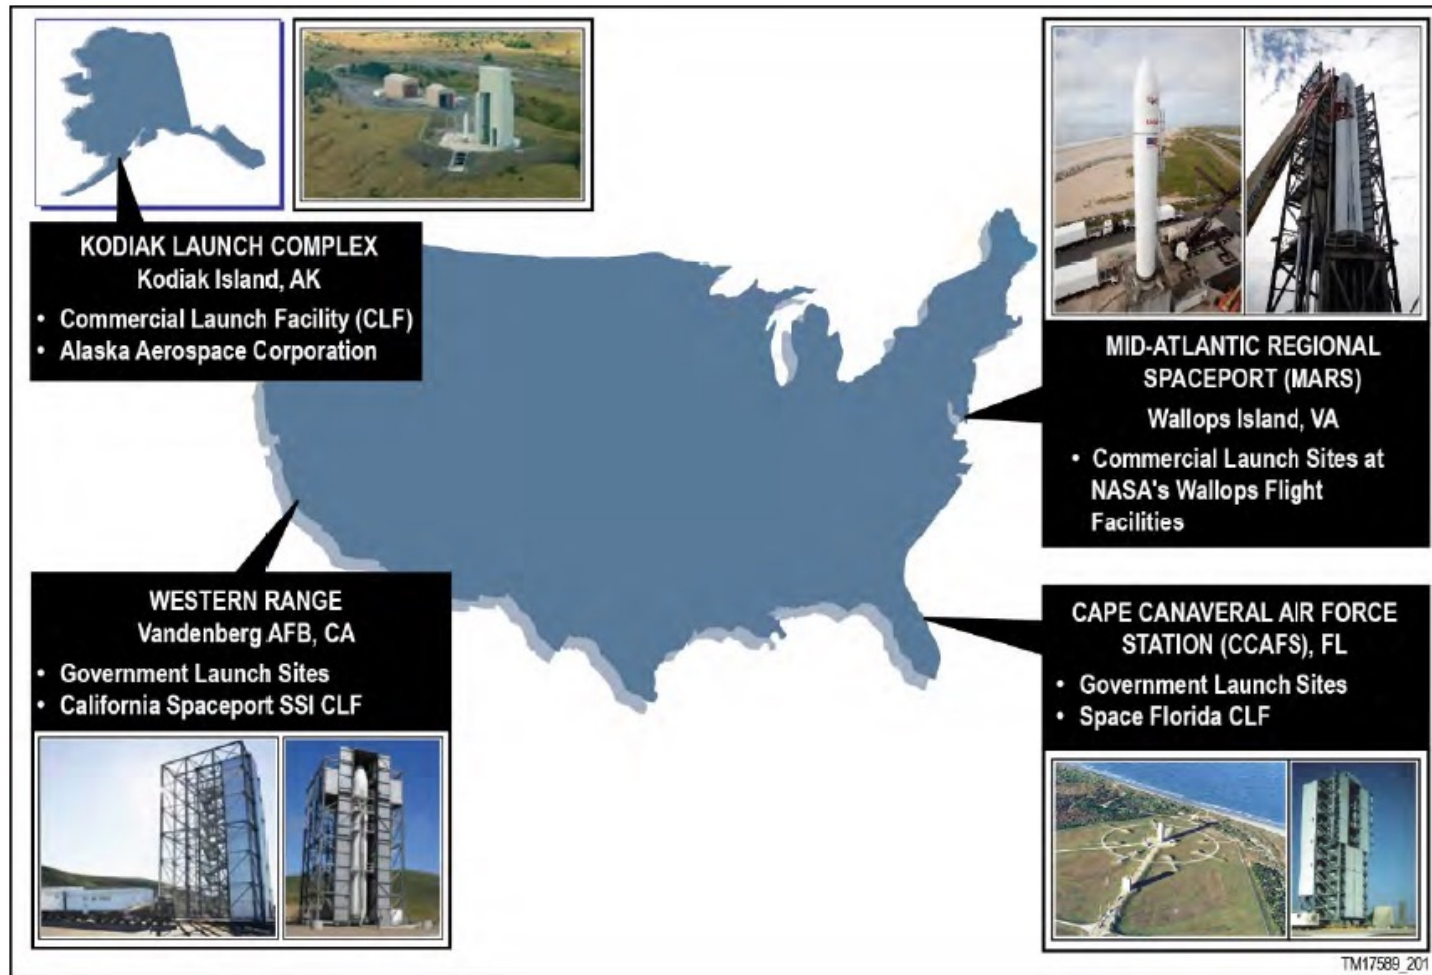 KODIAK LAUNCH COMPLEX
Kodiak Island, AK
• Commercial Launch Facility (CLF)
• Alaska Aerospace Corporation
MID-ATLANTIC REGIONAL
SPACEPORT (MARS)
Wallops Island, VA
• Commercial Launch Sites at
NASA's Wallops Flight
Facilities
WESTERN RANGE
Vandenberg AFB, CA
• Government Launch Sites
• California Spaceport SSI CLF
CAPE CANAVERAL AIR FORCE
STATION (CCAFS), FL
• Government Launch Sites
• Space Florida CLF
TM17589_201